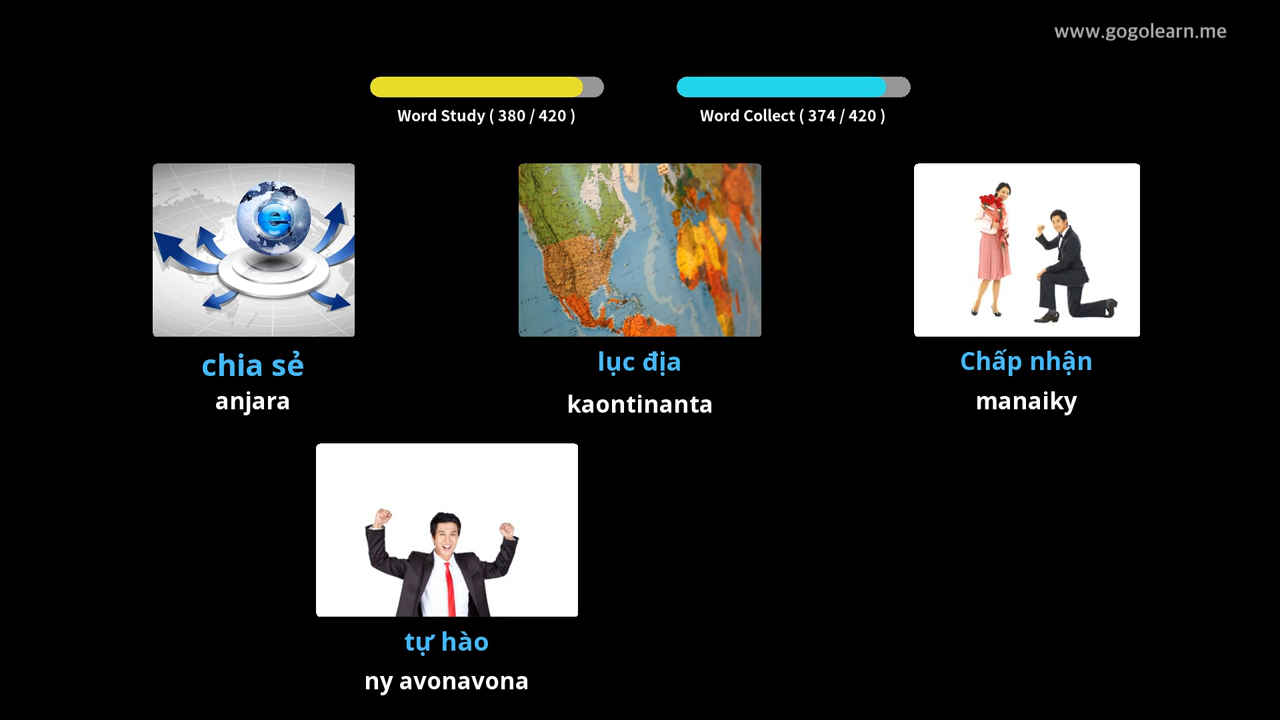 www.gogolearn.me
Word Study ( 380 / 420 )
Word Collect ( 374 / 420 )
e
chia sẻ
anjara
lục địa
kaontinanta
Chấp nhận
manaiky
tự hào
ny avonavona